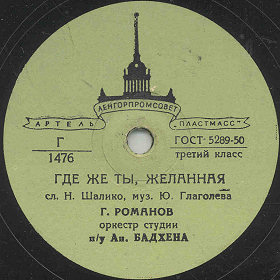 ЛЕНГОРПРОМСОВЕТ
АРТЕЛЬ „ПЛАСТМАСС"
Г
1476
ГОСТ 5289-50
третий класс
ГДЕ ЖЕ ТЫ, ЖЕЛАННАЯ
сл. Н. Шалико, муз. Ю. Глаголева
Г. РОМАНОВ
оркестр студии
п/у Ан. БАДХЕНА